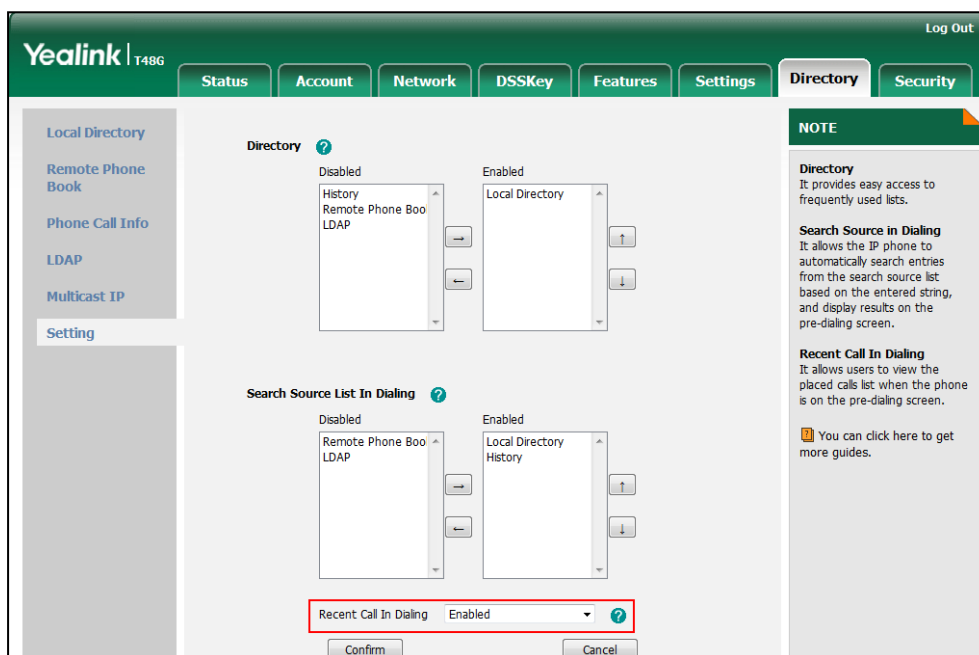 Log Out
Yealink T48G
Status Account Network DSSKey Features Settings Directory Security
Local Directory
Remote Phone
Book
Phone Call Info
LDAP
Multicast IP
Setting
Directory ?
Disabled Enabled
History
Remote Phone Boo
LDAP
Local Directory
→ ↑
← ↓
Search Source List In Dialing ?
Disabled Enabled
Remote Phone Boo
LDAP
Local Directory
History
→ ↑
← ↓
Recent Call In Dialing Enabled ?
Confirm Cancel
NOTE
Directory
It provides easy access to
frequently used lists.
Search Source in Dialing
It allows the IP phone to
automatically search entries
from the search source list
based on the entered string,
and display results on the
pre-dialing screen.
Recent Call In Dialing
It allows users to view the
placed calls list when the phone
is on the pre-dialing screen.
? You can click here to get
more guides.